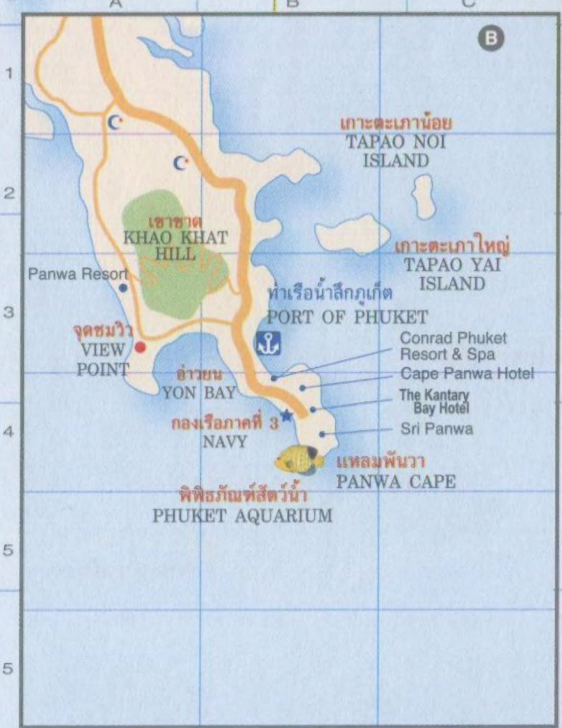 A
B
C
1
2
3
4
5
5
B
เกาะตะเภาน้อย
TAPAO NOI
ISLAND
เขาขาด
KHAO KHAT
HILL
เกาะตะเภาใหญ่
TAPAO YAI
ISLAND
Panwa Resort
ท่าเรือน้ำลึกภูเก็ต
PORT OF PHUKET
จุดชมวิว
VIEW
POINT
Conrad Phuket
Resort & Spa
อ่าวยน
YON BAY
Cape Panwa Hotel
The Kantary
Bay Hotel
กองเรือภาคที่ 3
NAVY
Sri Panwa
แหลมพันวา
PANWA CAPE
พิพิธภัณฑ์สัตว์น้ำ
PHUKET AQUARIUM